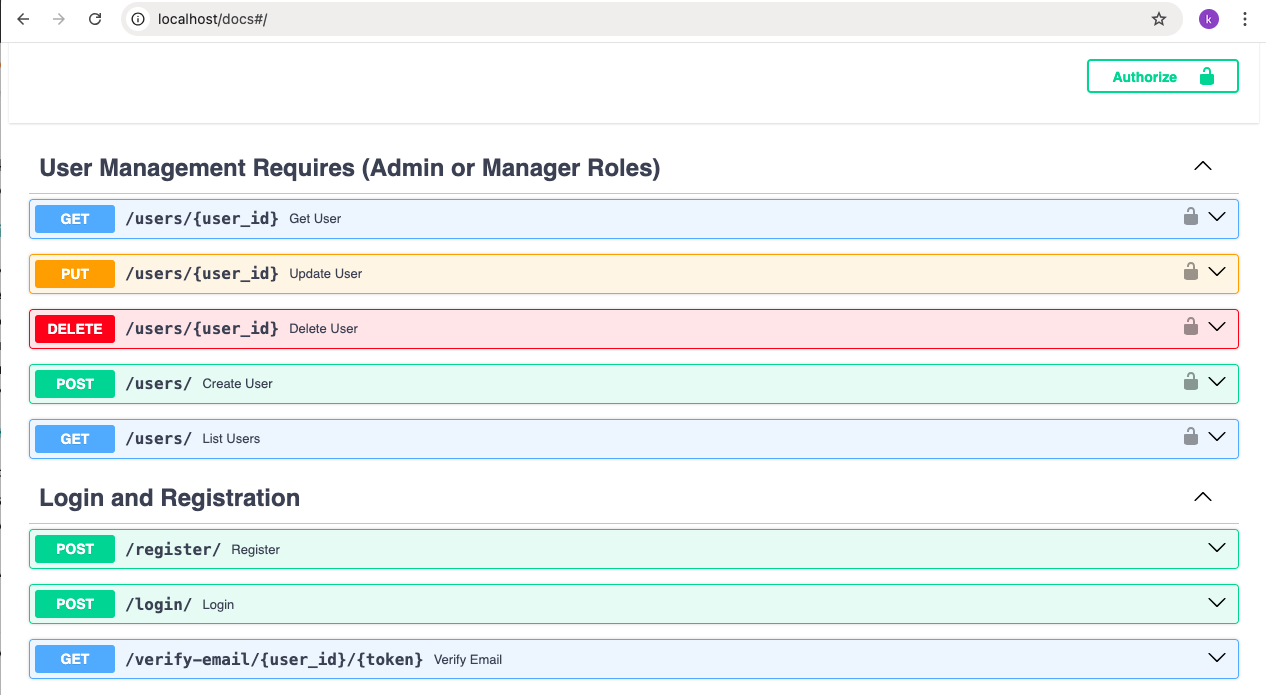 localhost/docs#/
k
Authorize
User Management Requires (Admin or Manager Roles)
GET /users/{user_id} Get User
PUT /users/{user_id} Update User
DELETE /users/{user_id} Delete User
POST /users/ Create User
GET /users/ List Users
Login and Registration
POST /register/ Register
POST /login/ Login
GET /verify-email/{user_id}/{token} Verify Email